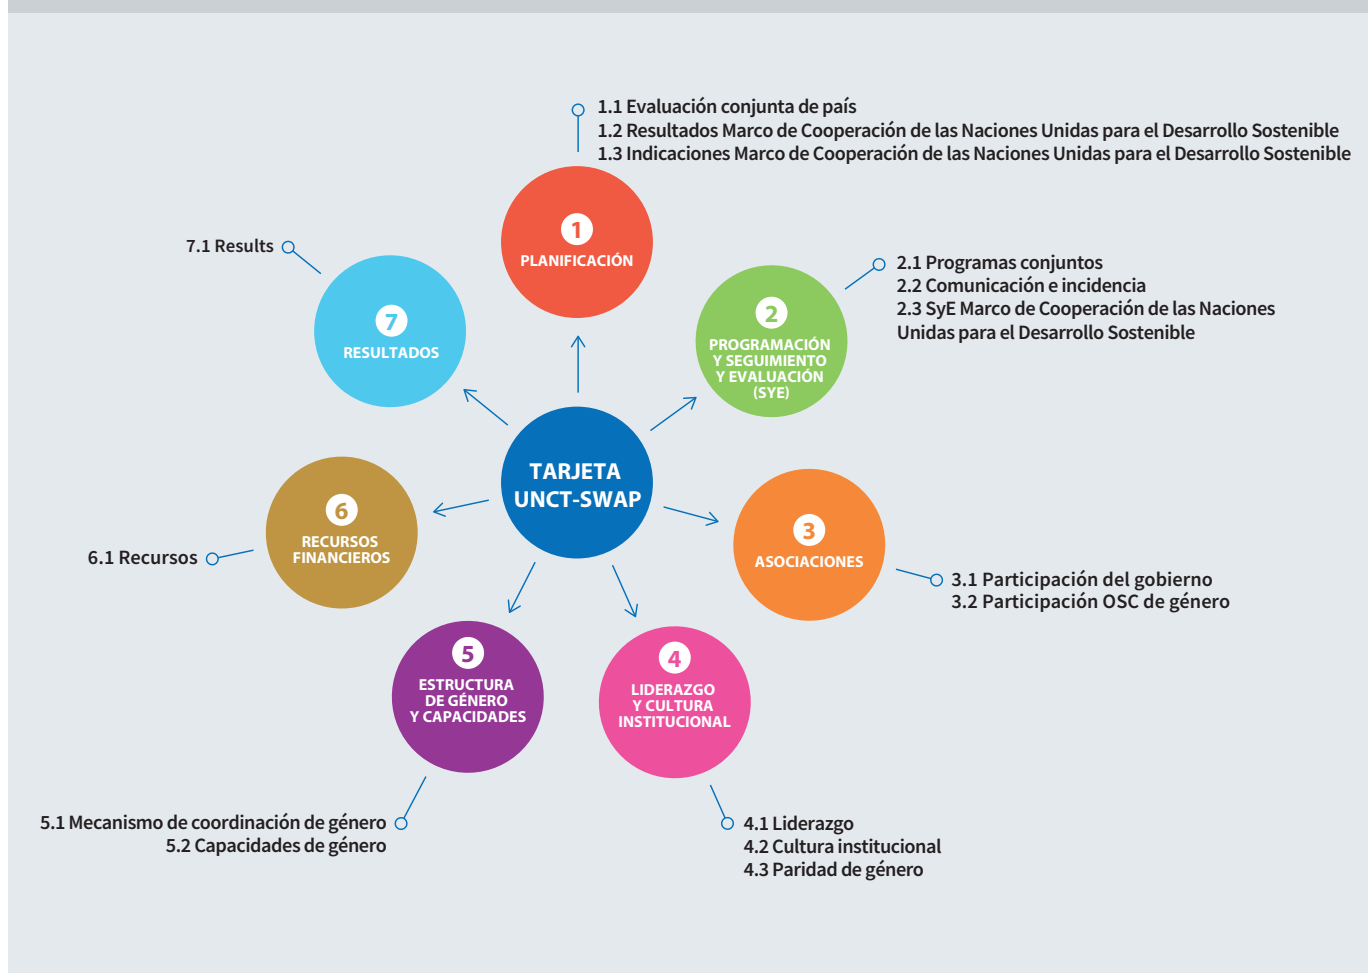 1.1 Evaluación conjunta de país
1.2 Resultados Marco de Cooperación de las Naciones Unidas para el Desarrollo Sostenible
1.3 Indicaciones Marco de Cooperación de las Naciones Unidas para el Desarrollo Sostenible
1
PLANIFICACIÓN
2.1 Programas conjuntos
2.2 Comunicación e incidencia
2.3 SyE Marco de Cooperación de las Naciones
Unidas para el Desarrollo Sostenible
2
PROGRAMACIÓN
Y SEGUIMIENTO
Y EVALUACIÓN
(SYE)
7.1 Results
7
RESULTADOS
TARJETA
UNCT-SWAP
3
ASOCIACIONES
3.1 Participación del gobierno
3.2 Participación OSC de género
6
RECURSOS
FINANCIEROS
6.1 Recursos
5
ESTRUCTURA
DE GÉNERO
Y CAPACIDADES
5.1 Mecanismo de coordinación de género
5.2 Capacidades de género
4
LIDERAZGO
Y CULTURA
INSTITUCIONAL
4.1 Liderazgo
4.2 Cultura institucional
4.3 Paridad de género